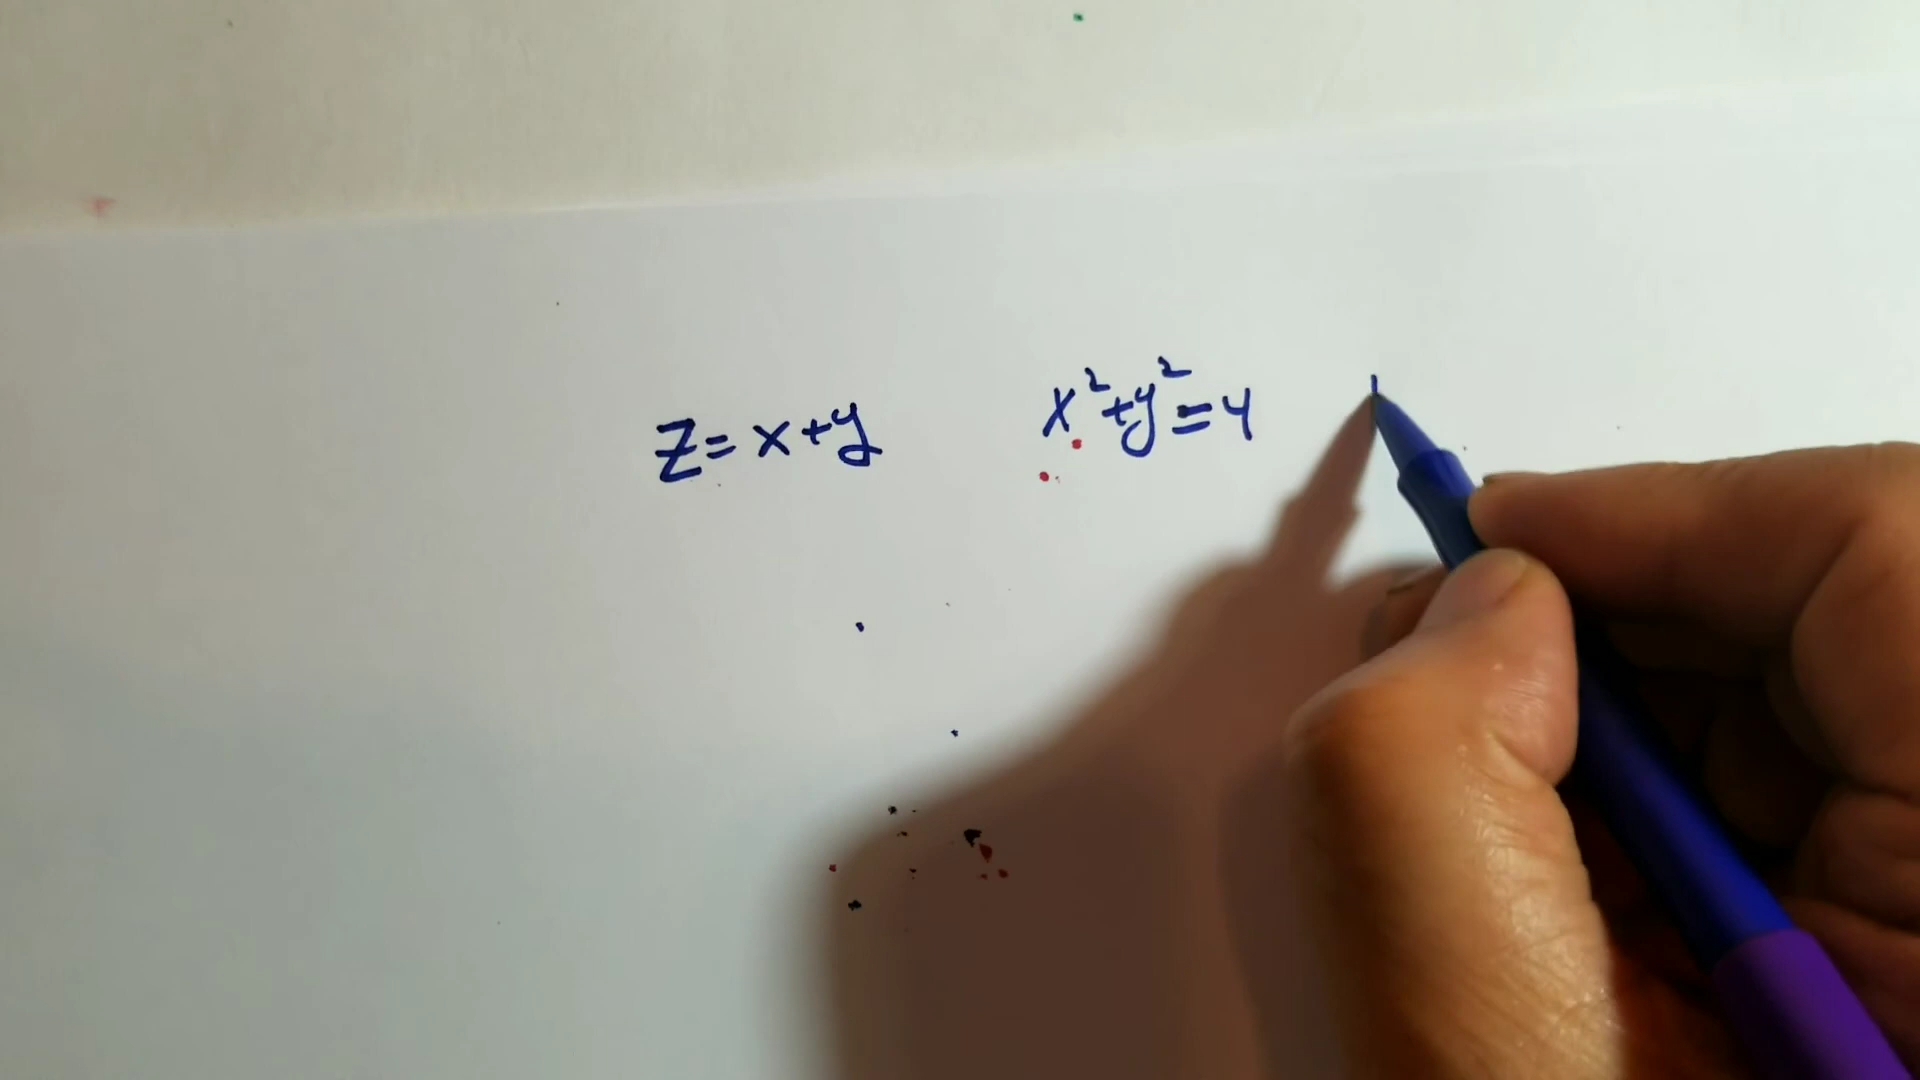 z = x+y x²+y²=4